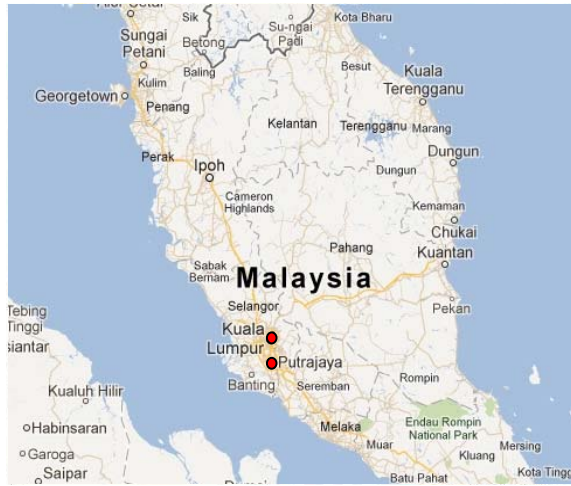 Alor Setar
Sik
Su-ngai
Padi
Kota Bharu
Sungai
Petani
Betong
Baling
Besut
Kuala
Terengganu
Kulim
Georgetown
Penang
Kelantan
Terengganu
Marang
Perak
Ipoh
Dungun
Dungun
Cameron
Highlands
Kemaman
Chukai
Pahang
Kuantan
Sabak
Bernam
Malaysia
Selangor
Pekan
Tebing
Tinggi
siantar
Kuala
Lumpur
Putrajaya
Banting
Seremban
Rompin
Kualuh Hilir
Habinsaran
Melaka
Endau Rompin
National Park
Muar
Mersing
Garoga
Kluang
Saipar
Batu Pahat
Kota Ting